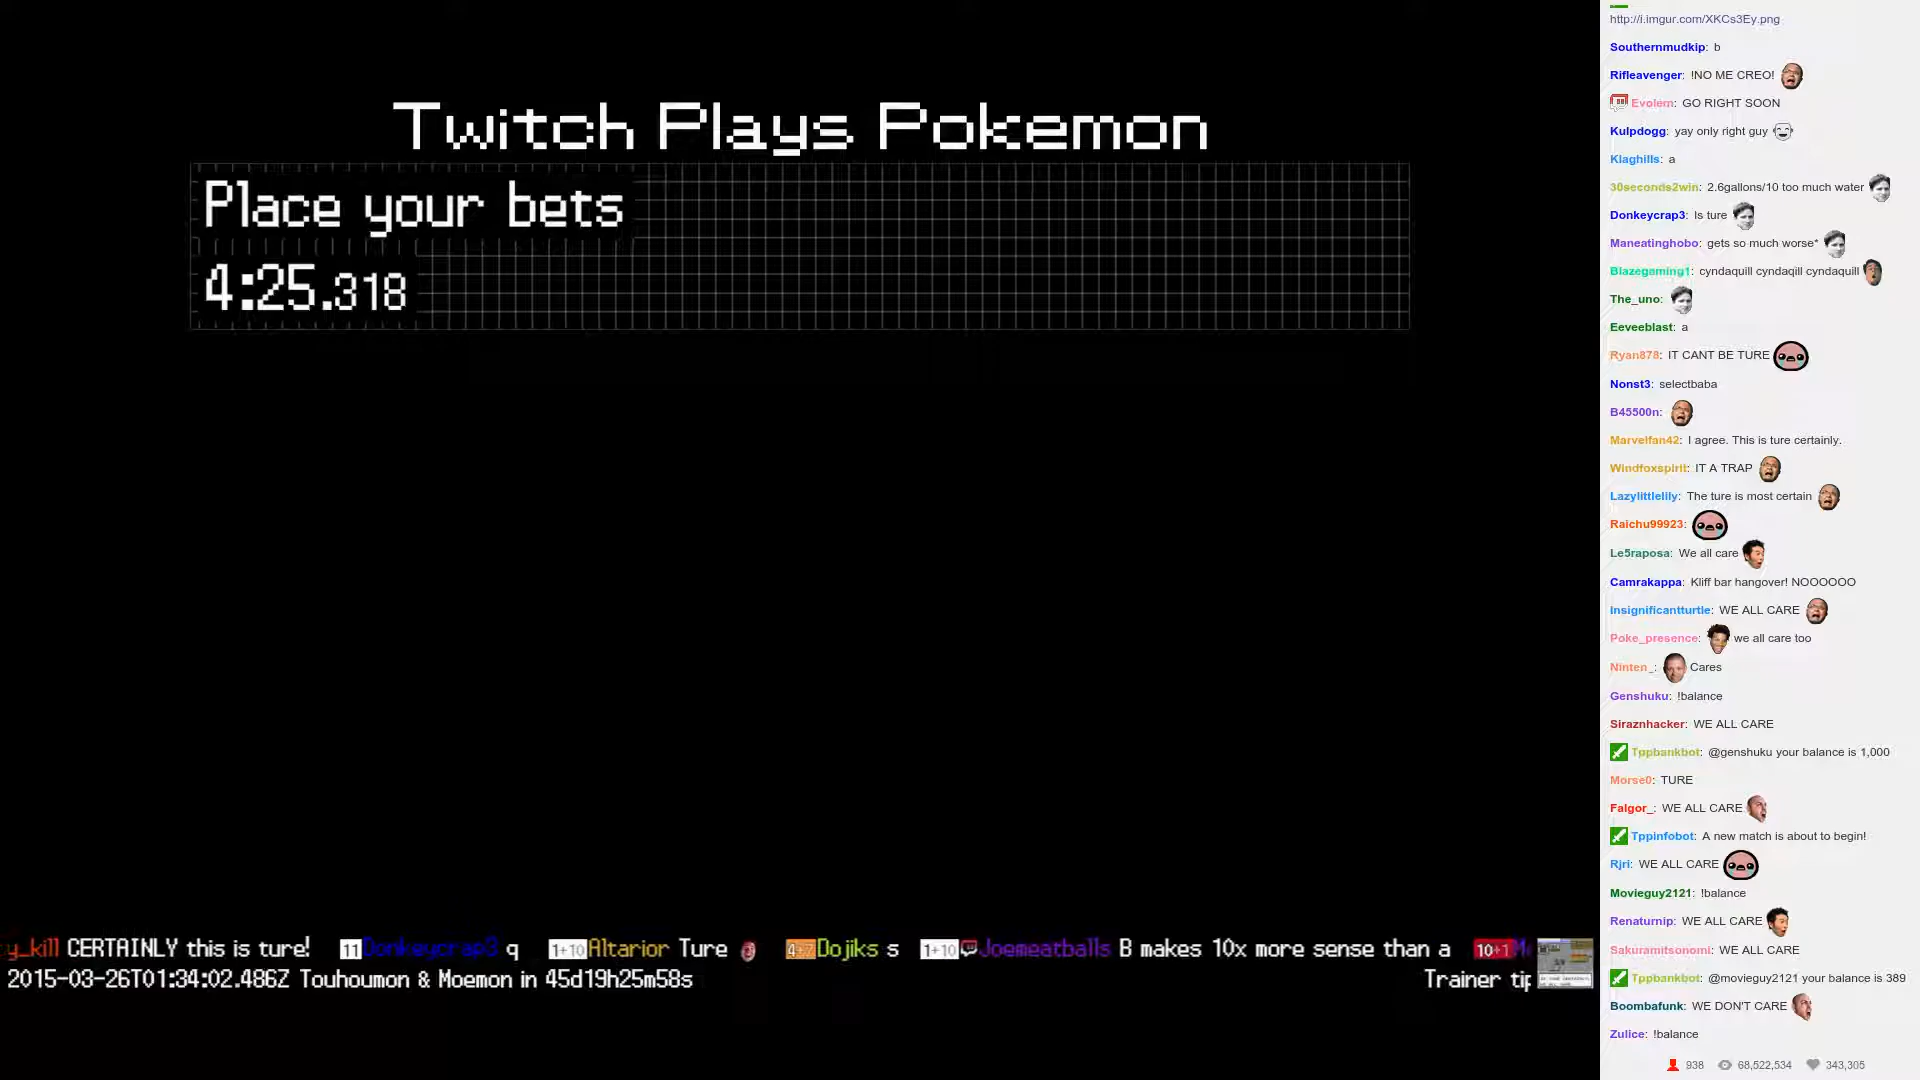 Twitch Plays Pokemon
Place your bets
4:25.318
y_kill CERTAINLY this is ture! 11 Donkeycrap3 q 1+10 Altarior Ture 4+7 Dojiks s 1+10 Joemeatballs B makes 10x more sense than a 10+1
2015-03-26T01:34:02.486Z Touhoumon & Moemon in 45d19h25m58s
Trainer tip
http://i.imgur.com/XKCs3Ey.png
Southernmudkip: b
Rifleavenger: !NO ME CREO!
Evolem: GO RIGHT SOON
Kulpdogg: yay only right guy
Klaghills: a
30seconds2win: 2.6gallons/10 too much water
Donkeycrap3: Is ture
Maneatinghobo: gets so much worse*
Blazegaming1: cyndaquill cyndaqill cyndaquill
The_uno:
Eeveeblast: a
Ryan878: IT CANT BE TURE
Nonst3: selectbaba
B45500n:
Marvelfan42: I agree. This is ture certainly.
Windfoxspirit: IT A TRAP
Lazylittlelily: The ture is most certain
Raichu99923:
Le5raposa: We all care
Camrakappa: Kliff bar hangover! NOOOOOO
Insignificantturtle: WE ALL CARE
Poke_presence: we all care too
Ninten_: Cares
Genshuku: !balance
Siraznhacker: WE ALL CARE
Tppbankbot: @genshuku your balance is 1,000
Morse0: TURE
Falgor_: WE ALL CARE
Tppinfobot: A new match is about to begin!
Rjri: WE ALL CARE
Movieguy2121: !balance
Renaturnip: WE ALL CARE
Sakuramitsonomi: WE ALL CARE
Tppbankbot: @movieguy2121 your balance is 389
Boombafunk: WE DON'T CARE
Zulice: !balance
938 68,522,534 343,305